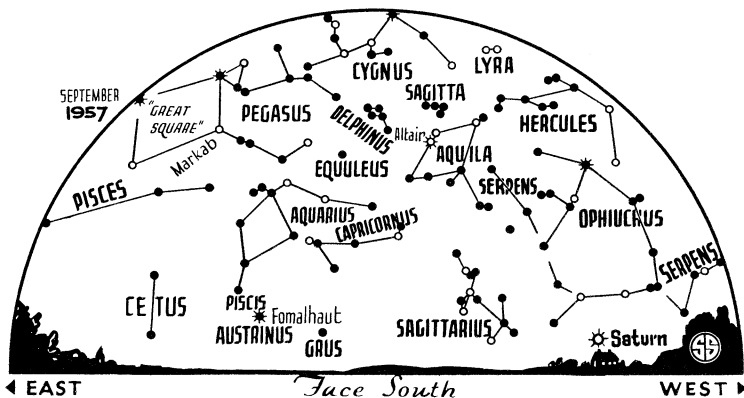 CYGNUS
LYRA
SEPTEMBER
1957
"GREAT
SQUARE"
PEGASUS
SAGITTA
DELPHINUS
HERCULES
Markab
Altair
AQUILA
EQUULEUS
PISCES
SERPENS
AQUARIUS
CAPRICORNUS
OPHIUCHUS
SERPENS
CETUS
PISCIS
AUSTRINUS
Fomalhaut
GRUS
SAGITTARIUS
Saturn
SS
EAST
Face South
WEST